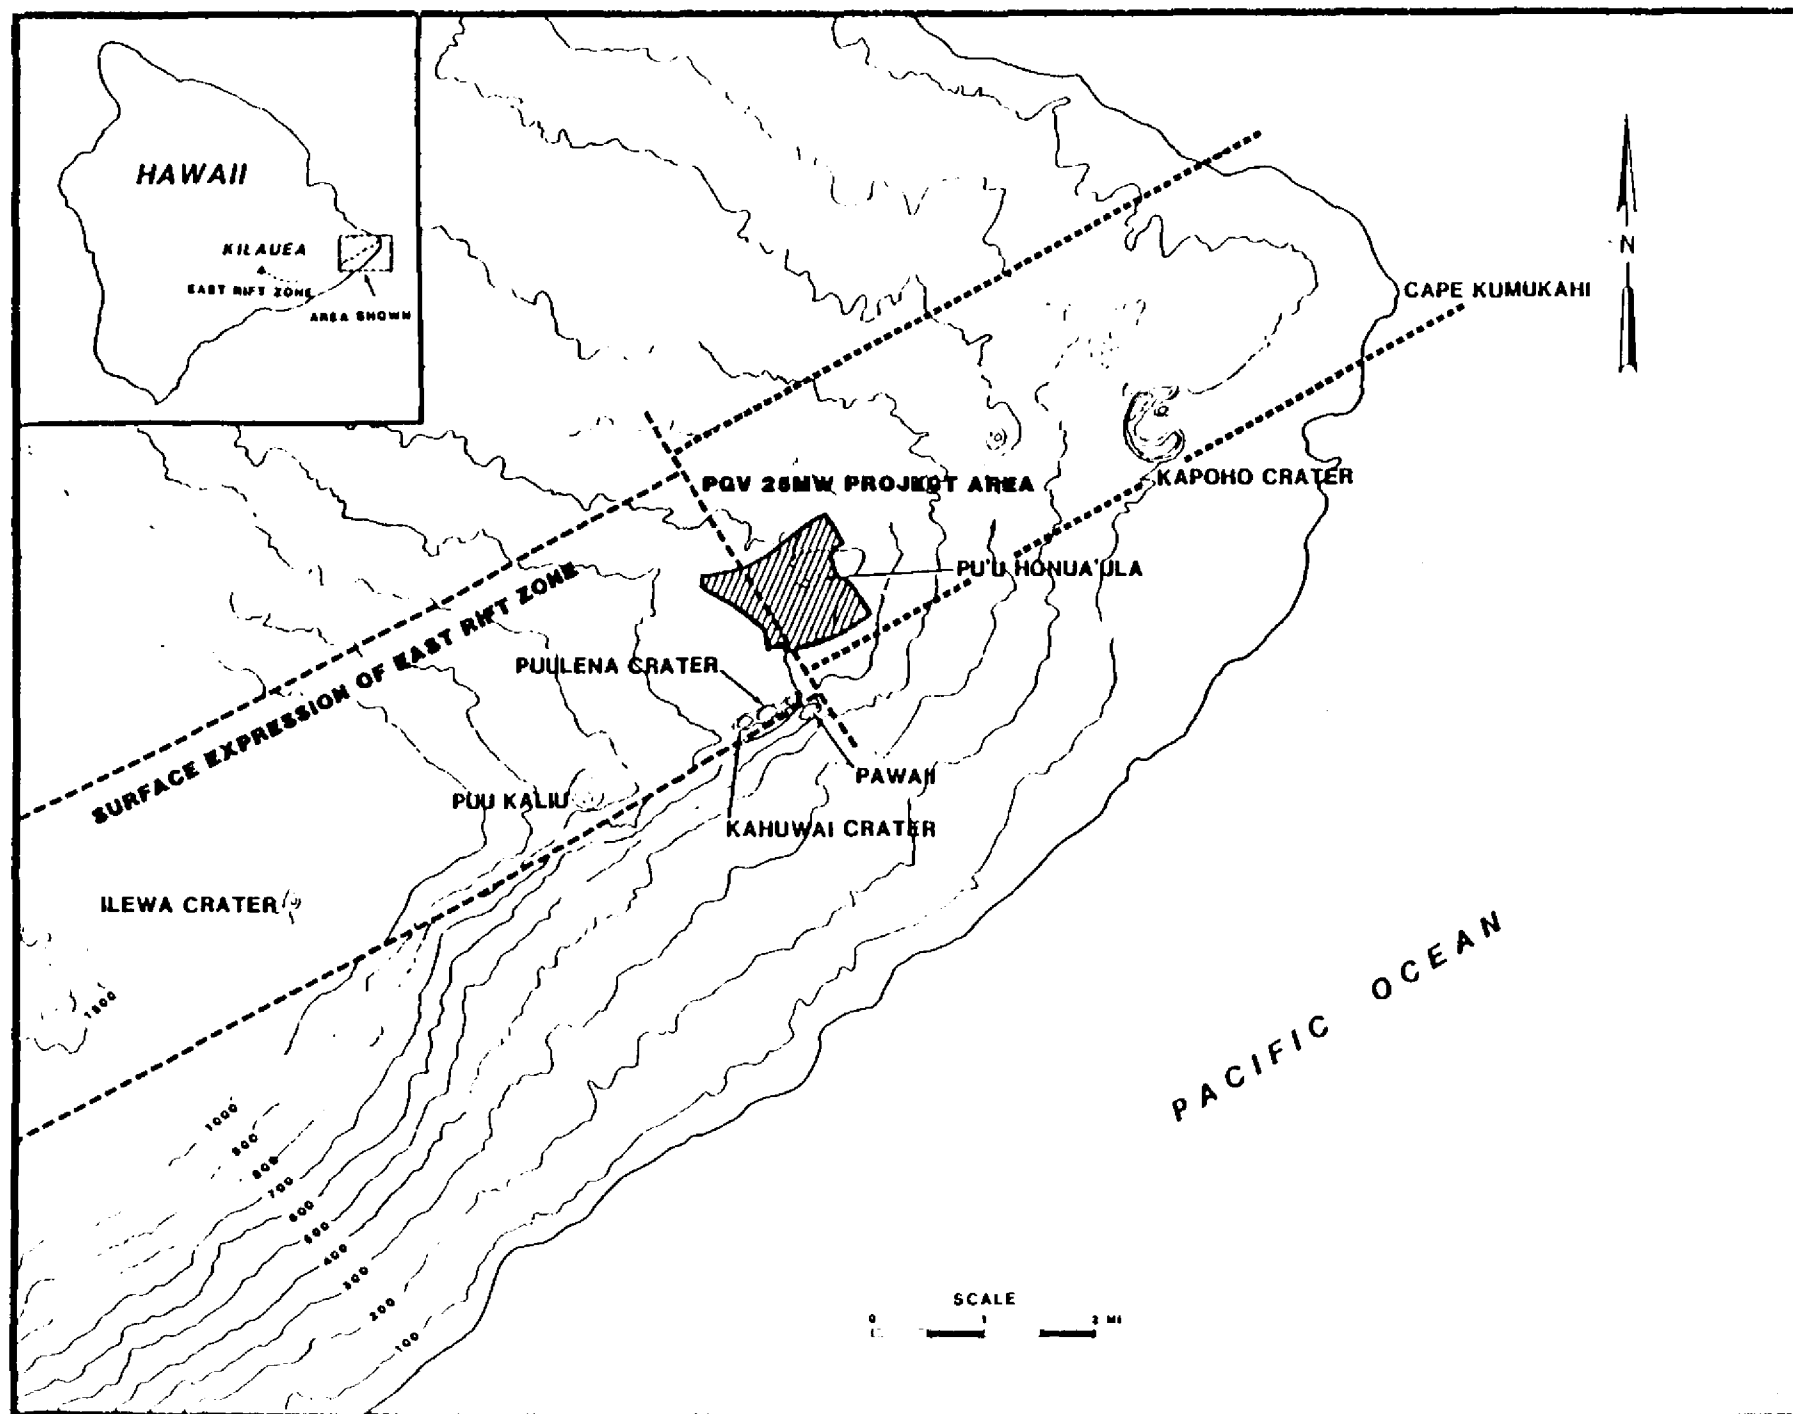 HAWAII
KILAUEA
EAST RIFT ZONE
AREA SHOWN
N
CAPE KUMUKAHI
KAPOHO CRATER
PGV 25MW PROJECT AREA
PU'U HONUA'ULA
SURFACE EXPRESSION OF EAST RIFT ZONE
PUULENA CRATER
PAWAII
PUU KALIU
KAHUWAI CRATER
ILEWA CRATER
1500
PACIFIC OCEAN
1000
900
800
700
600
500
400
300
200
100
SCALE
0 1 2 MI